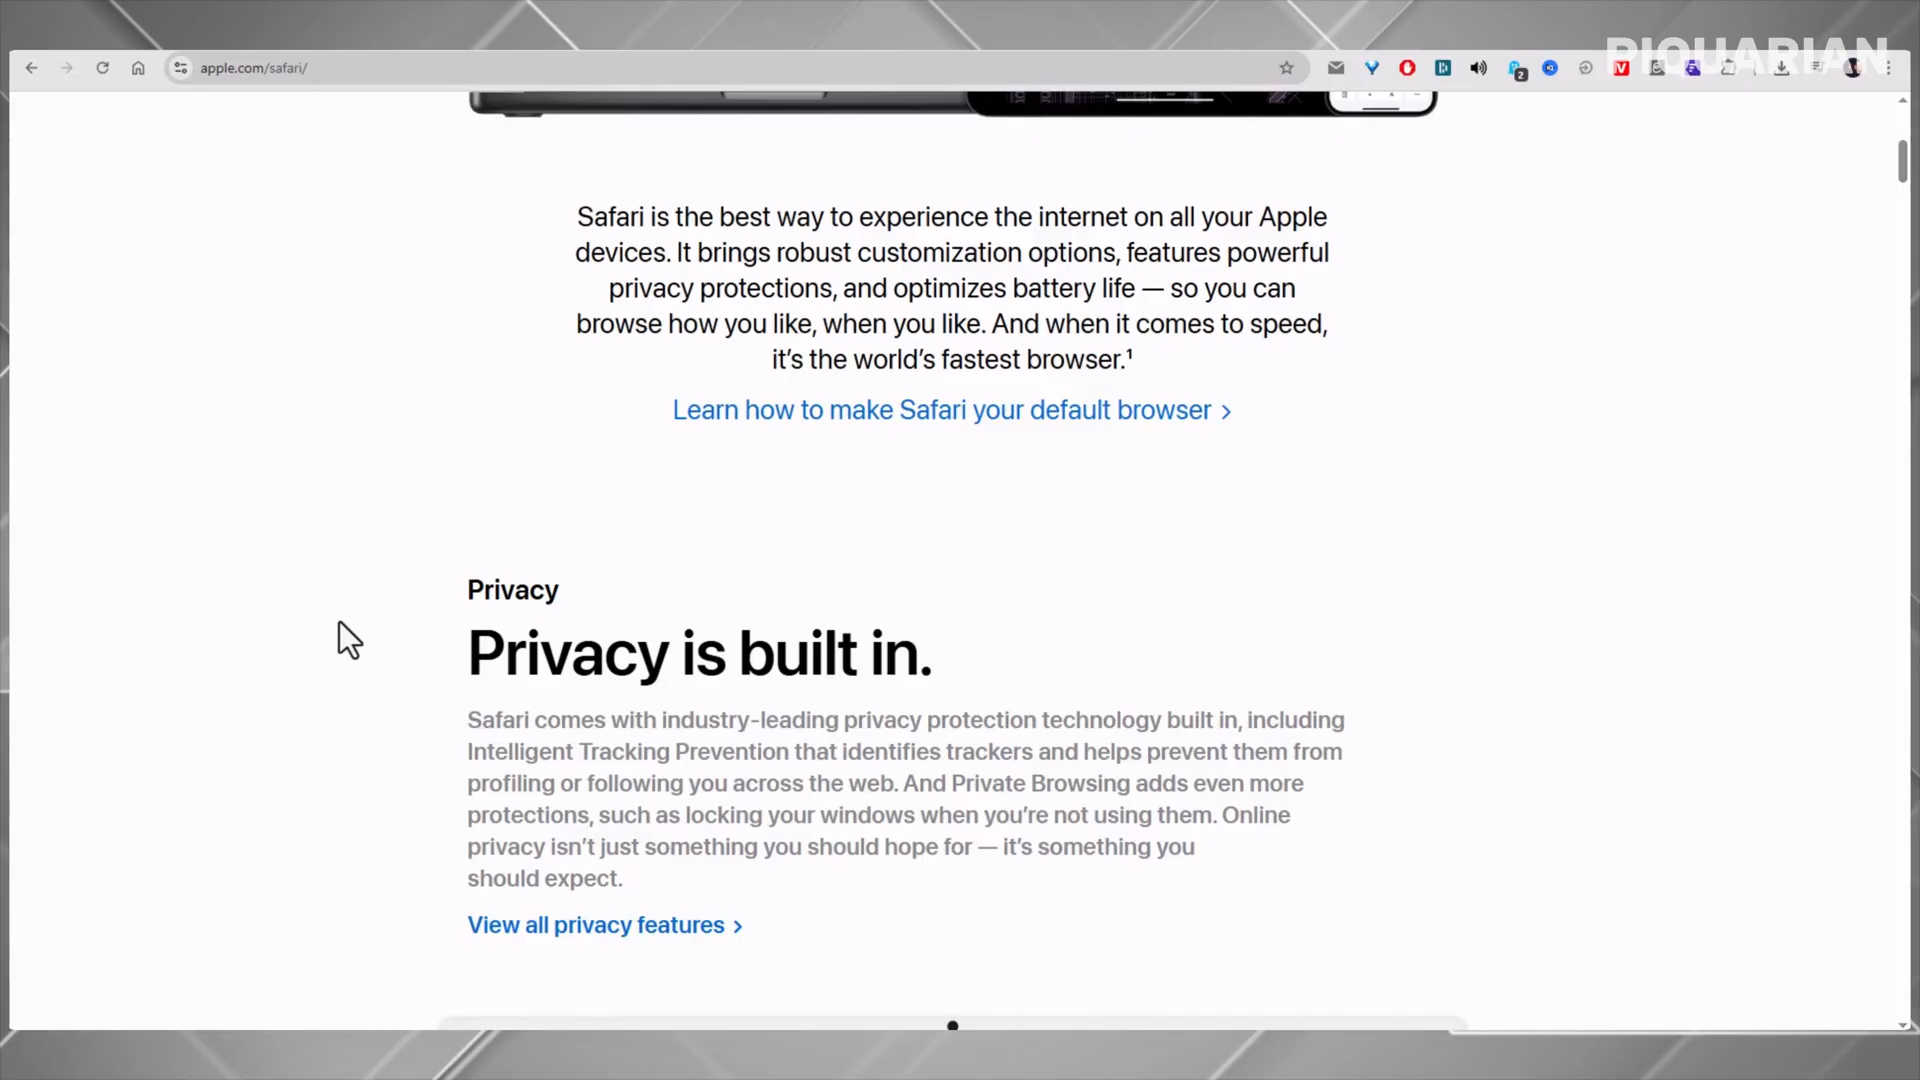 PIQUARIAN
apple.com/safari/
2
Safari is the best way to experience the internet on all your Apple
devices. It brings robust customization options, features powerful
privacy protections, and optimizes battery life — so you can
browse how you like, when you like. And when it comes to speed,
it’s the world’s fastest browser.¹
Learn how to make Safari your default browser >
Privacy
Privacy is built in.
Safari comes with industry-leading privacy protection technology built in, including
Intelligent Tracking Prevention that identifies trackers and helps prevent them from
profiling or following you across the web. And Private Browsing adds even more
protections, such as locking your windows when you’re not using them. Online
privacy isn’t just something you should hope for — it’s something you
should expect.
View all privacy features >